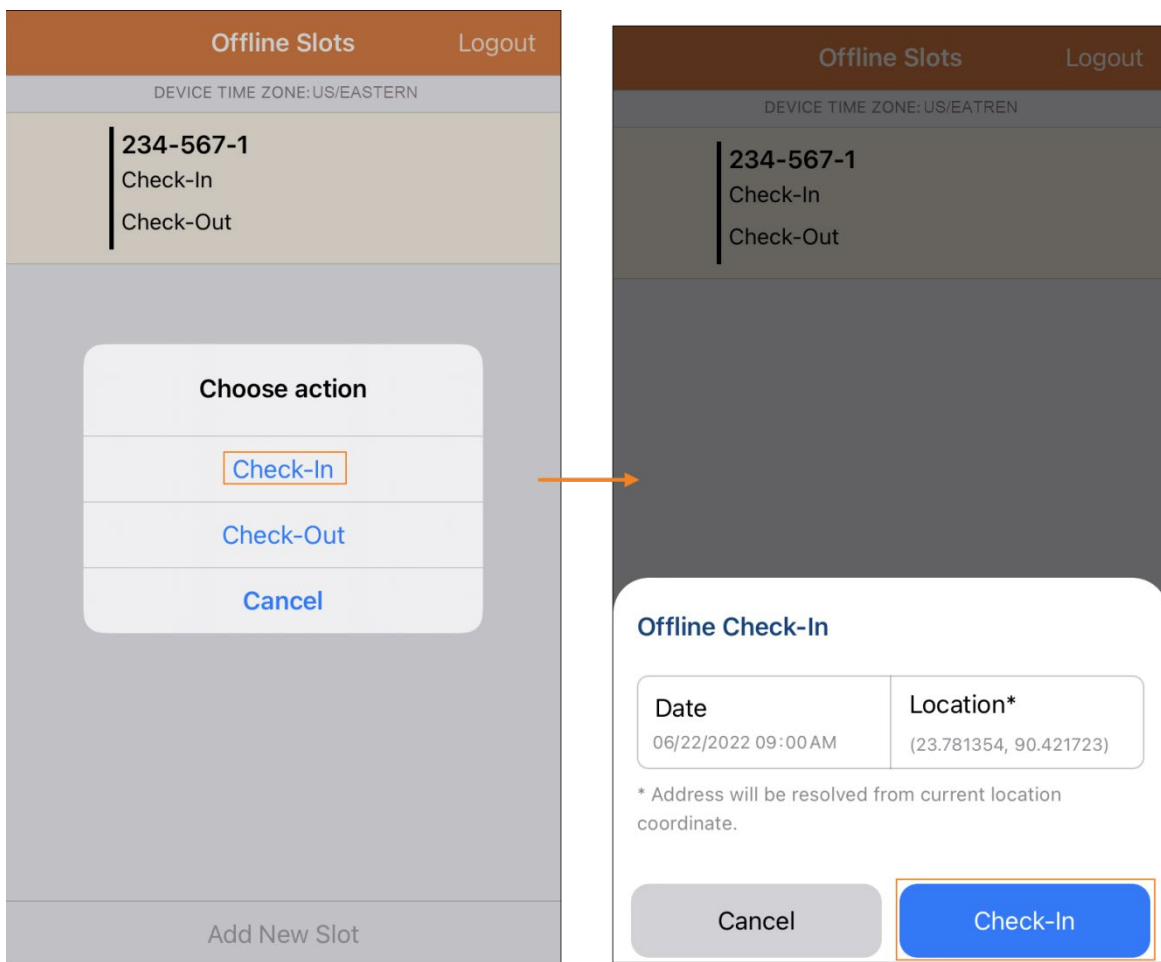 Offline Slots Logout
DEVICE TIME ZONE:US/EASTERN
234-567-1
Check-In
Check-Out
Choose action
Check-In
Check-Out
Cancel
Add New Slot
Offline Slots Logout
DEVICE TIME ZONE:US/EATREN
234-567-1
Check-In
Check-Out
Offline Check-In
Date Location*
06/22/2022 09:00AM (23.781354, 90.421723)
* Address will be resolved from current location
coordinate.
Cancel Check-In